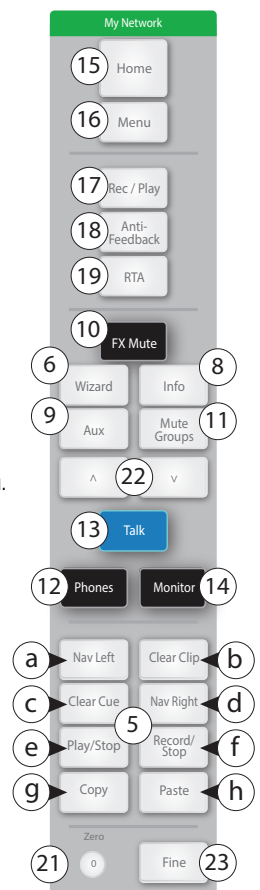 My Network
15 Home
16 Menu
17 Rec / Play
18 Anti-
Feedback
19 RTA
10
FX Mute
6 8
Wizard Info
9 11
Aux Mute
Groups
^ 22 v
n.
13 Talk
12 Phones Monitor 14
a Nav Left Clear Clip b
c Clear Cue Nav Right d
5
e Play/Stop Record/
Stop f
g Copy Paste h
Zero
21 0 Fine 23